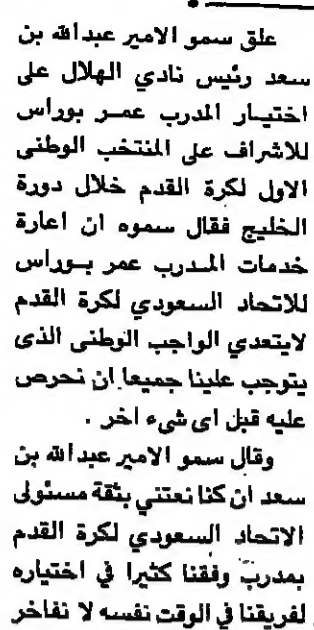 علق سمو الامير عبدالله بن
سعد رئيس نادي الهلال على
اختيار المدرب عمر بوراس
للاشراف على المنتخب الوطنى
الاول لكرة القدم خلال دورة
الخليج فقال سموه ان اعارة
خدمات المدرب عمر بوراس
للاتحاد السعودي لكرة القدم
لايتعدي الواجب الوطنى الذى
يتوجب علينا جميعا ان نحرص
عليه قبل اى شىء اخر .
وقال سمو الامير عبدالله بن
سعد ان كنا نعتني بثقة مسئولى
الاتحاد السعودي لكرة القدم
بمدرب وفقنا كثيرا في اختياره
لفريقنا في الوقت نفسه لا نفاخر